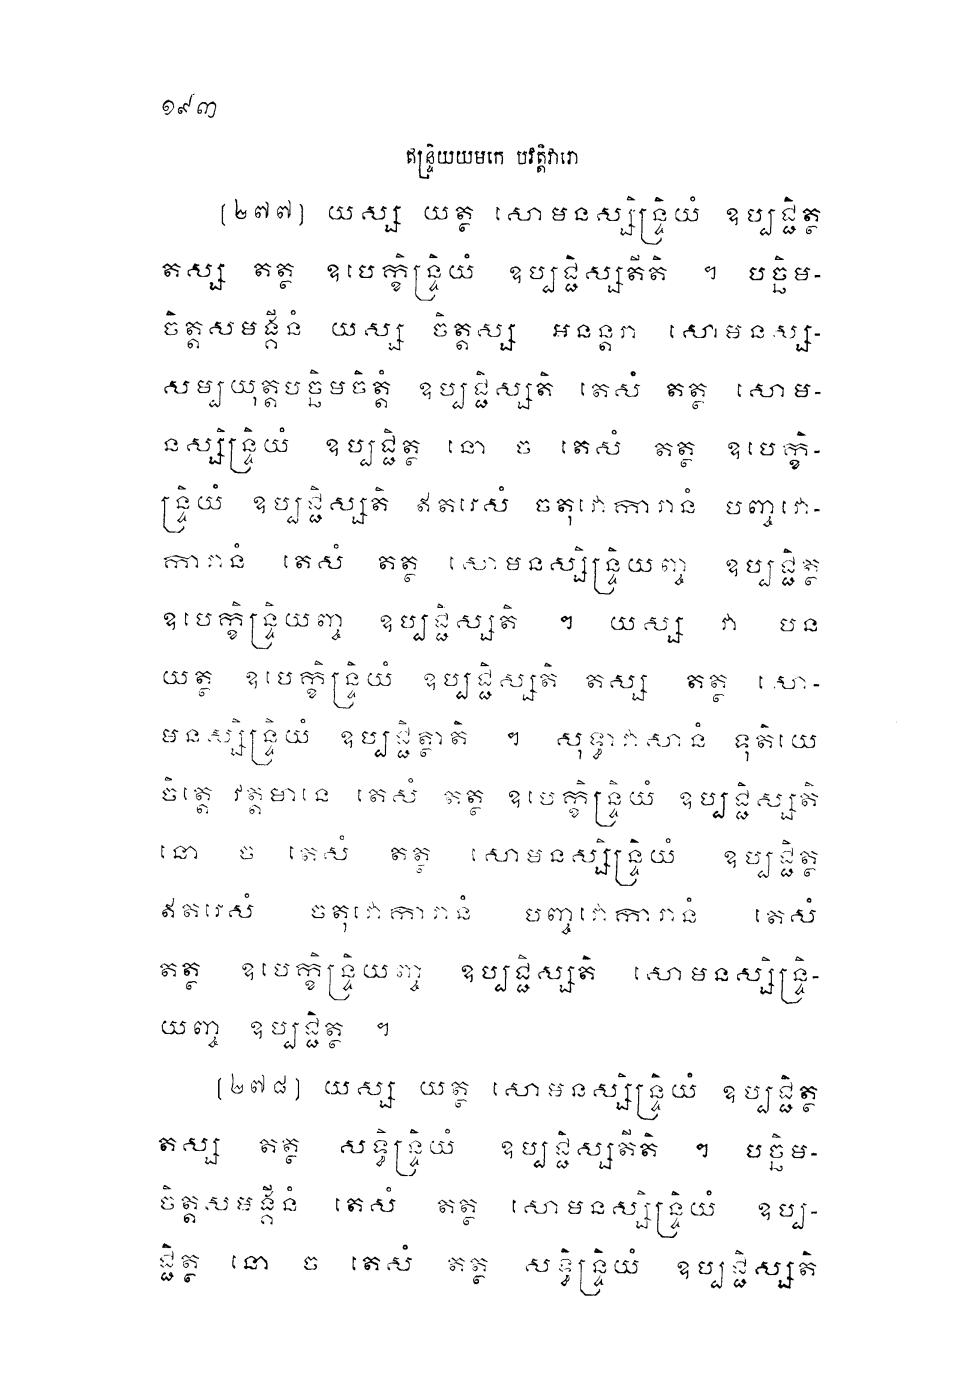 ១៩៣
ឥន្ទ្រិយយមកេ បវត្តិវារោ
(២៧៧) យស្ស យត្ថ សោមនស្សិន្ទ្រិយំ ឧប្បជ្ជិត្ថ
តស្ស តត្ថ ឧបេក្ខិន្ទ្រិយំ ឧប្បជ្ជិស្សតីតិ ។ បច្ឆិម-
ចិត្តសមង្គីនំ យស្ស ចិត្តស្ស អនន្តរា សោមនស្ស-
សម្បយុត្តបច្ឆិមចិត្តំ ឧប្បជ្ជិស្សតិ តេសំ តត្ថ សោម-
នស្សិន្ទ្រិយំ ឧប្បជ្ជិត្ថ នោ ច តេសំ តត្ថ ឧបេក្ខិ-
ន្ទ្រិយំ ឧប្បជ្ជិស្សតិ ឥតរេសំ ចតុវោការានំ បញ្ចវោ-
ការានំ តេសំ តត្ថ សោមនស្សិន្ទ្រិយញ្ច ឧប្បជ្ជិត្ថ
ឧបេក្ខិន្ទ្រិយញ្ច ឧប្បជ្ជិស្សតិ ។ យស្ស វា បន
យត្ថ ឧបេក្ខិន្ទ្រិយំ ឧប្បជ្ជិស្សតិ តស្ស តត្ថ សោ-
មនស្សិន្ទ្រិយំ ឧប្បជ្ជិត្ថាតិ ។ សុទ្ធាវាសានំ ទុតិយេ
ចិត្តេ វត្តមានេ តេសំ តត្ថ ឧបេក្ខិន្ទ្រិយំ ឧប្បជ្ជិស្សតិ
នោ ច តេសំ តត្ថ សោមនស្សិន្ទ្រិយំ ឧប្បជ្ជិត្ថ
ឥតរេសំ ចតុវោការានំ បញ្ចវោការានំ តេសំ
តត្ថ ឧបេក្ខិន្ទ្រិយញ្ច ឧប្បជ្ជិស្សតិ សោមនស្សិន្ទ្រិ-
យញ្ច ឧប្បជ្ជិត្ថ ។
(២៧៨) យស្ស យត្ថ សោមនស្សិន្ទ្រិយំ ឧប្បជ្ជិត្ថ
តស្ស តត្ថ សទ្ធិន្ទ្រិយំ ឧប្បជ្ជិស្សតីតិ ។ បច្ឆិម-
ចិត្តសមង្គីនំ តេសំ តត្ថ សោមនស្សិន្ទ្រិយំ ឧប្ប-
ជ្ជិត្ថ នោ ច តេសំ តត្ថ សទ្ធិន្ទ្រិយំ ឧប្បជ្ជិស្សតិ